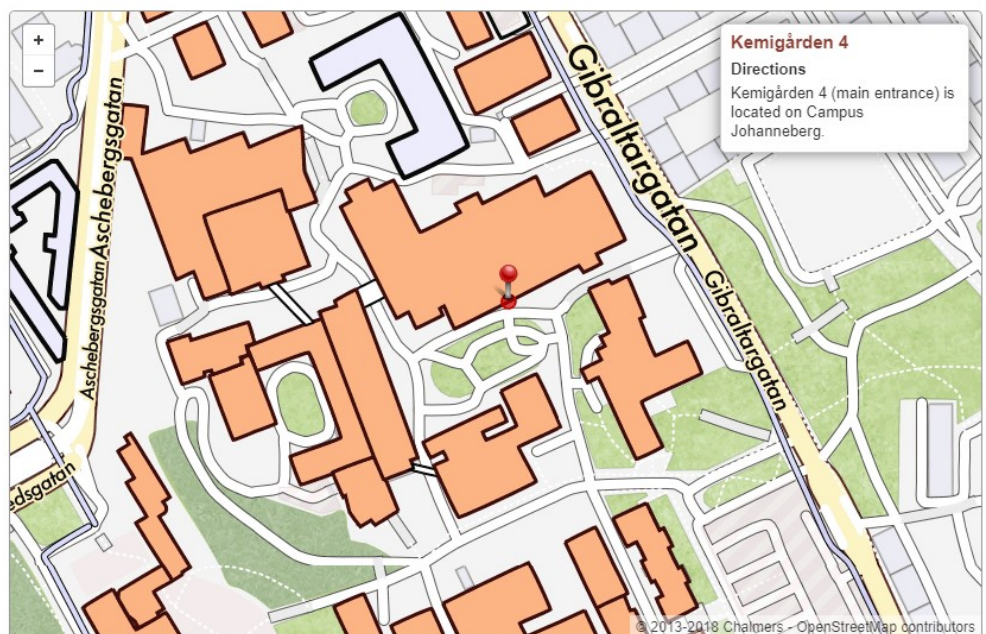 +
−
Kemigården 4
Directions
Kemigården 4 (main entrance) is
located on Campus
Johanneberg.
Gibraltargatan
Aschebergsgatan
Aschebergsgatan
Gibraltargatan
edsgatan
© 2013-2018 Chalmers - OpenStreetMap contributors